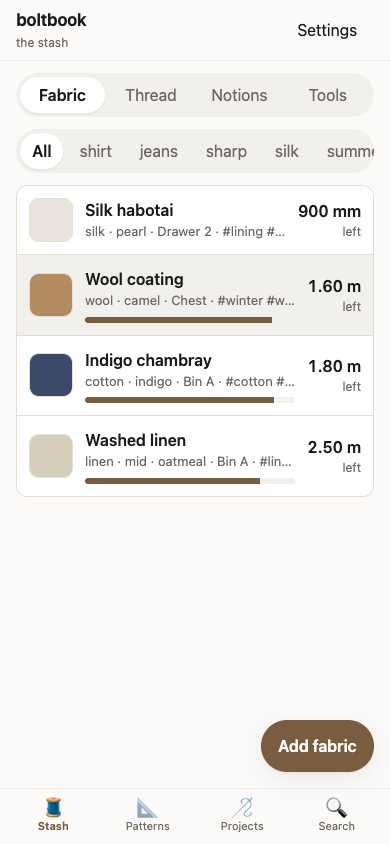 boltbook
the stash
Settings
Fabric Thread Notions Tools
All shirt jeans sharp silk
Silk habotai
900 mm
silk · pearl · Drawer 2 · #lining #...
left
Wool coating
1.60 m
wool · camel · Chest · #winter #w...
left
Indigo chambray
1.80 m
cotton · indigo · Bin A · #cotton #...
left
Washed linen
2.50 m
linen · mid · oatmeal · Bin A · #lin...
left
Add fabric
Stash Patterns Projects Search